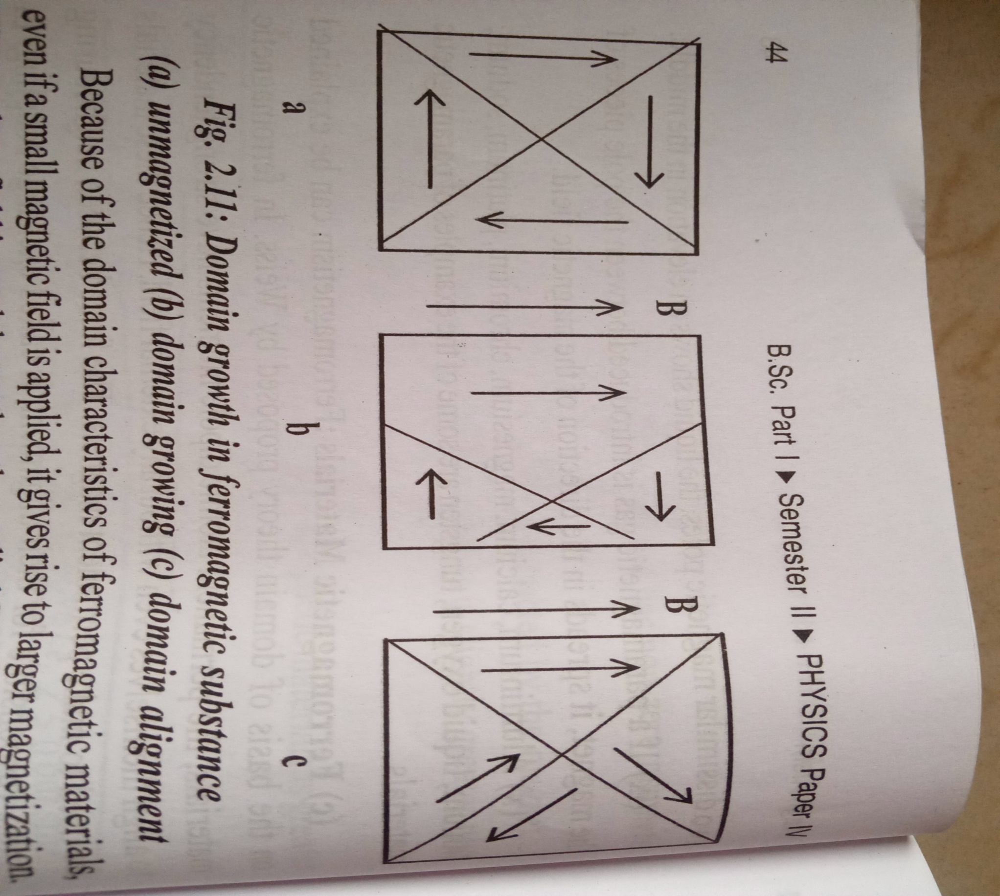 44 B.Sc. Part I ▶ Semester II ▶ PHYSICS Paper IV
B B
a b c
Fig. 2.11: Domain growth in ferromagnetic substance
(a) unmagnetized (b) domain growing (c) domain alignment
Because of the domain characteristics of ferromagnetic materials,
even if a small magnetic field is applied, it gives rise to larger magnetization.